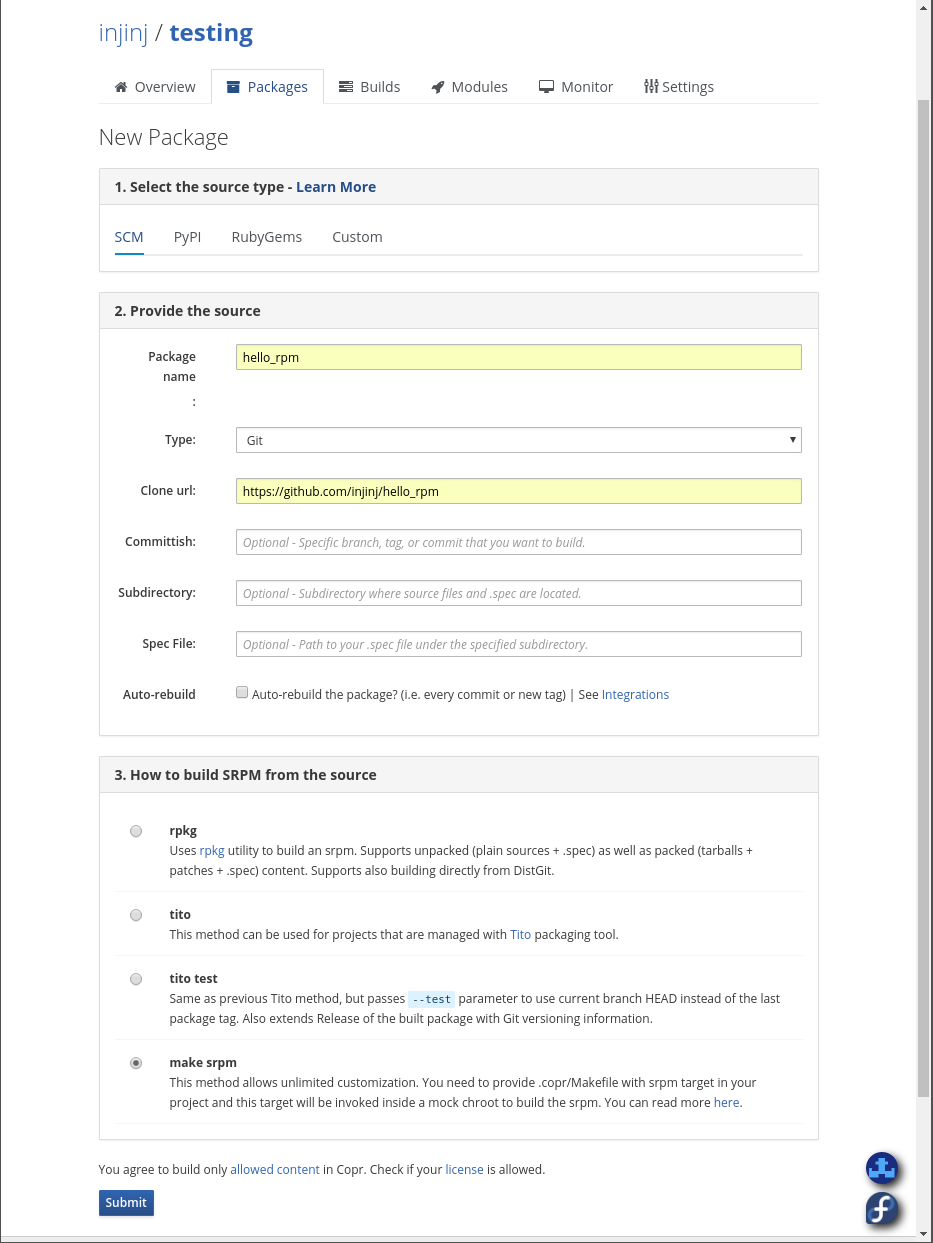 injinj / testing
Overview Packages Builds Modules Monitor Settings
New Package
1. Select the source type - Learn More
SCM PyPI RubyGems Custom
2. Provide the source
Package
name
:
hello_rpm
Type: Git
Clone url: https://github.com/injinj/hello_rpm
Committish: Optional - Specific branch, tag, or commit that you want to build.
Subdirectory: Optional - Subdirectory where source files and .spec are located.
Spec File: Optional - Path to your .spec file under the specified subdirectory.
Auto-rebuild Auto-rebuild the package? (i.e. every commit or new tag) | See Integrations
3. How to build SRPM from the source
rpkg
Uses rpkg utility to build an srpm. Supports unpacked (plain sources + .spec) as well as packed (tarballs +
patches + .spec) content. Supports also building directly from DistGit.
tito
This method can be used for projects that are managed with Tito packaging tool.
tito test
Same as previous Tito method, but passes --test parameter to use current branch HEAD instead of the last
package tag. Also extends Release of the built package with Git versioning information.
make srpm
This method allows unlimited customization. You need to provide .copr/Makefile with srpm target in your
project and this target will be invoked inside a mock chroot to build the srpm. You can read more here.
You agree to build only allowed content in Copr. Check if your license is allowed.
Submit